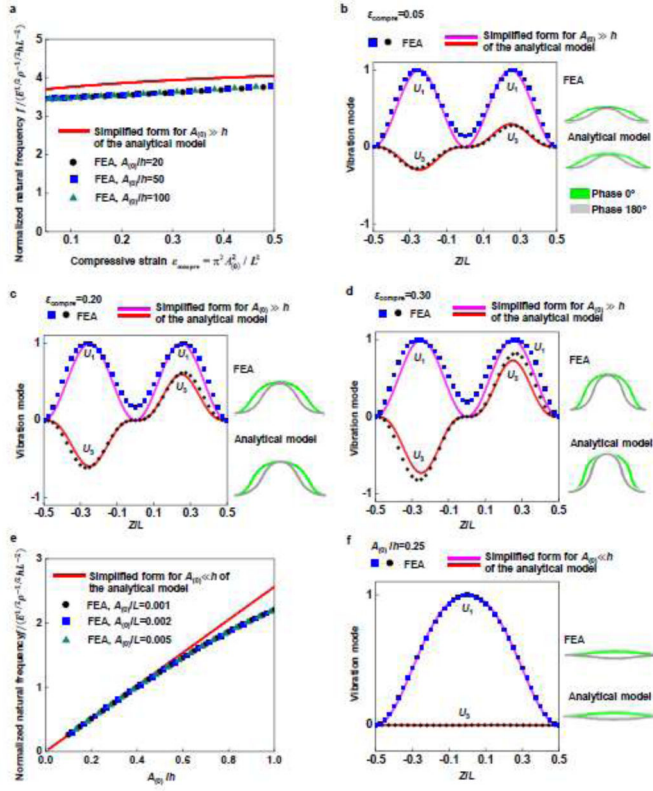 a
Normalized natural frequency f /(E^1/2 ρ^-1/2 hL^-2)
5
4
3
2
1
0
Simplified form for A(0) ≫ h
of the analytical model
FEA, A(0)/h=20
FEA, A(0)/h=50
FEA, A(0)/h=100
0.1 0.2 0.3 0.4 0.5
Compressive strain εcompre = π² A²(0) / L²
b
εcompre=0.05
FEA
Simplified form for A(0) ≫ h
of the analytical model
Vibration mode
1
0
-1
U1
U1
U3
U3
-0.5 -0.3 -0.1 0.1 0.3 0.5
Z/L
FEA
Analytical model
Phase 0°
Phase 180°
c
εcompre=0.20
FEA
Simplified form for A(0) ≫ h
of the analytical model
Vibration mode
1
0
-1
U1
U1
U3
U3
-0.5 -0.3 -0.1 0.1 0.3 0.5
Z/L
FEA
Analytical model
d
εcompre=0.30
FEA
Simplified form for A(0) ≫ h
of the analytical model
Vibration mode
1
0
-1
U1
U1
U3
U3
-0.5 -0.3 -0.1 0.1 0.3 0.5
Z/L
FEA
Analytical model
e
Normalized natural frequency f/(E^1/2 ρ^-1/2 hL^-2)
3
2
1
0
Simplified form for A(0)≪h of
the analytical model
FEA, A(0)/L=0.001
FEA, A(0)/L=0.002
FEA, A(0)/L=0.005
0.0 0.2 0.4 0.6 0.8 1.0
A(0) /h
f
A(0) /h=0.25
FEA
Simplified form for A(0) ≪ h
of the analytical model
Vibration mode
1
0
U1
U3
-0.5 -0.3 -0.1 0.1 0.3 0.5
Z/L
FEA
Analytical model